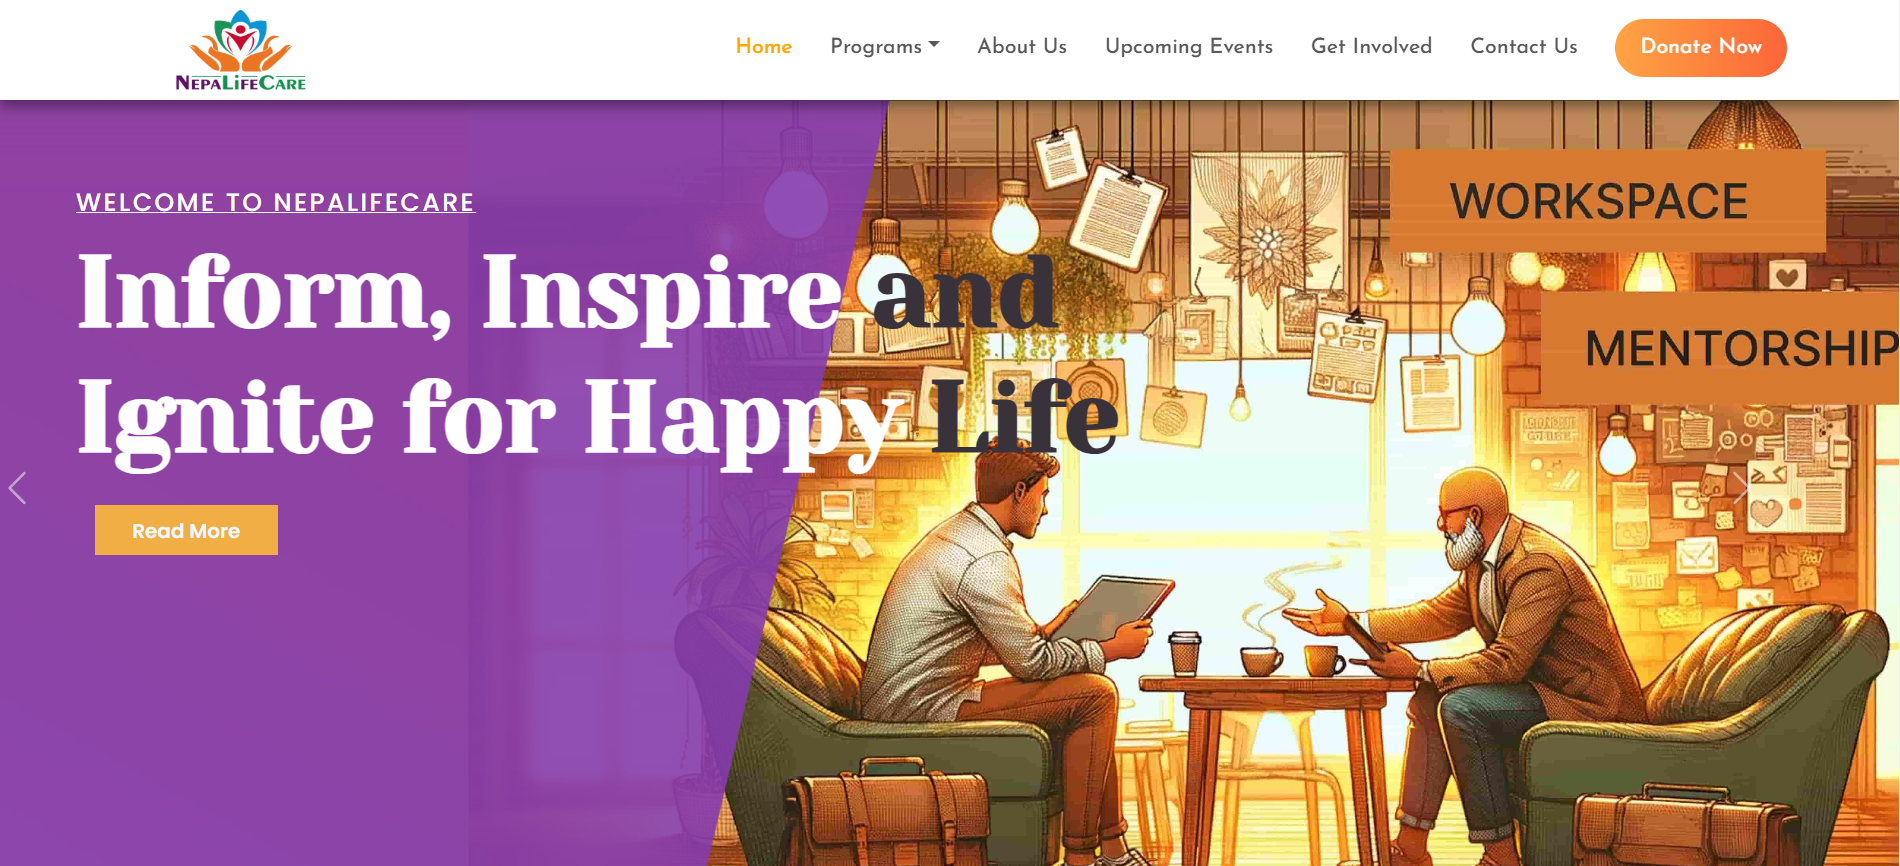 NEPALIFECARE
Home Programs About Us Upcoming Events Get Involved Contact Us Donate Now
WELCOME TO NEPALIFECARE
Inform, Inspire and
Ignite for Happy Life
Read More
WORKSPACE
MENTORSHIP